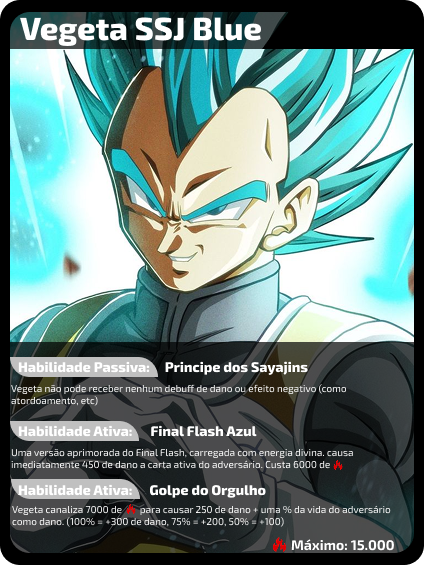 Vegeta SSJ Blue
Habilidade Passiva: Principe dos Sayajins
Vegeta não pode receber nenhum debuff de dano ou efeito negativo (como
atordoamento, etc)
Habilidade Ativa: Final Flash Azul
Uma versão aprimorada do Final Flash, carregada com energia divina. causa
imediatamente 450 de dano a carta ativa do adversário. Custa 6000 de
Habilidade Ativa: Golpe do Orgulho
Vegeta canaliza 7000 de para causar 250 de dano + uma % da vida do adversário
como dano. (100% = +300 de dano, 75% = +200, 50% = +100)
Máximo: 15.000